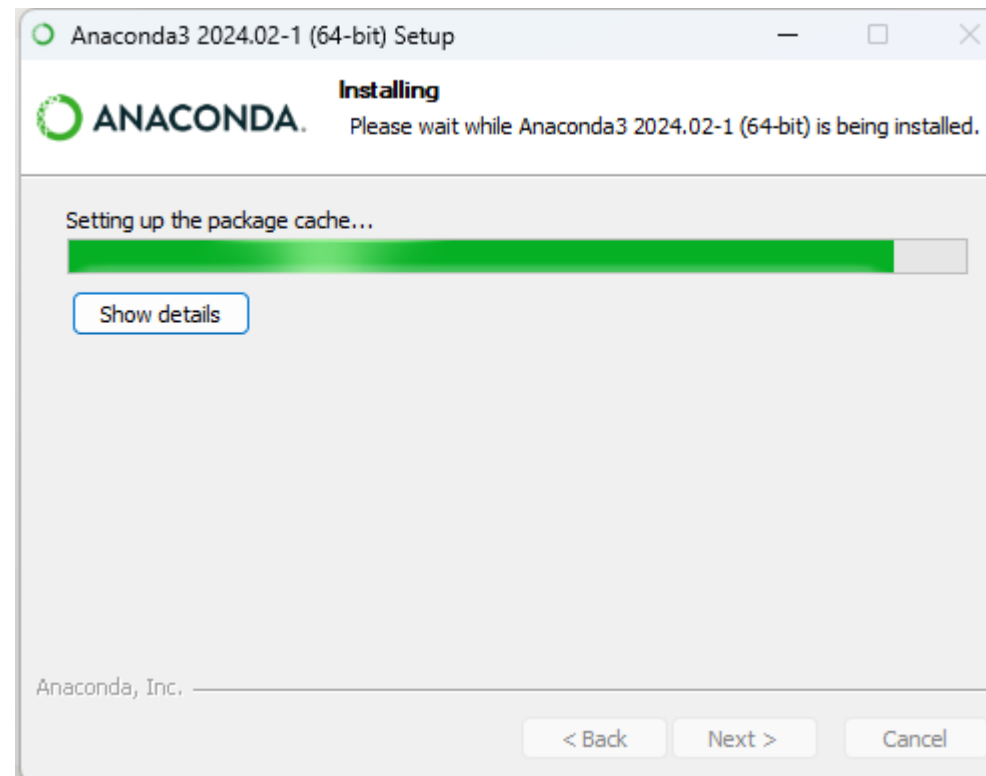 Anaconda3 2024.02-1 (64-bit) Setup
ANACONDA.
Installing
Please wait while Anaconda3 2024.02-1 (64-bit) is being installed.
Setting up the package cache...
Show details
Anaconda, Inc.
< Back
Next >
Cancel